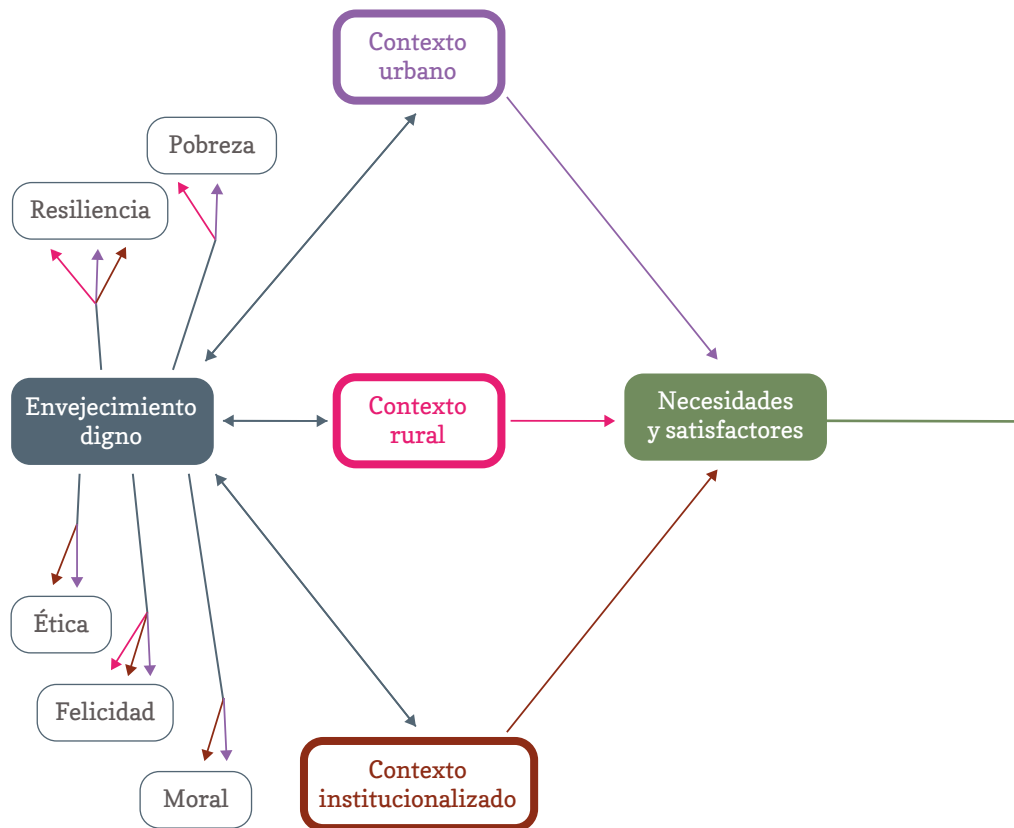 Contexto
urbano
Pobreza
Resiliencia
Envejecimiento
digno
Contexto
rural
Necesidades
y satisfactores
Ética
Felicidad
Moral
Contexto
institucionalizado